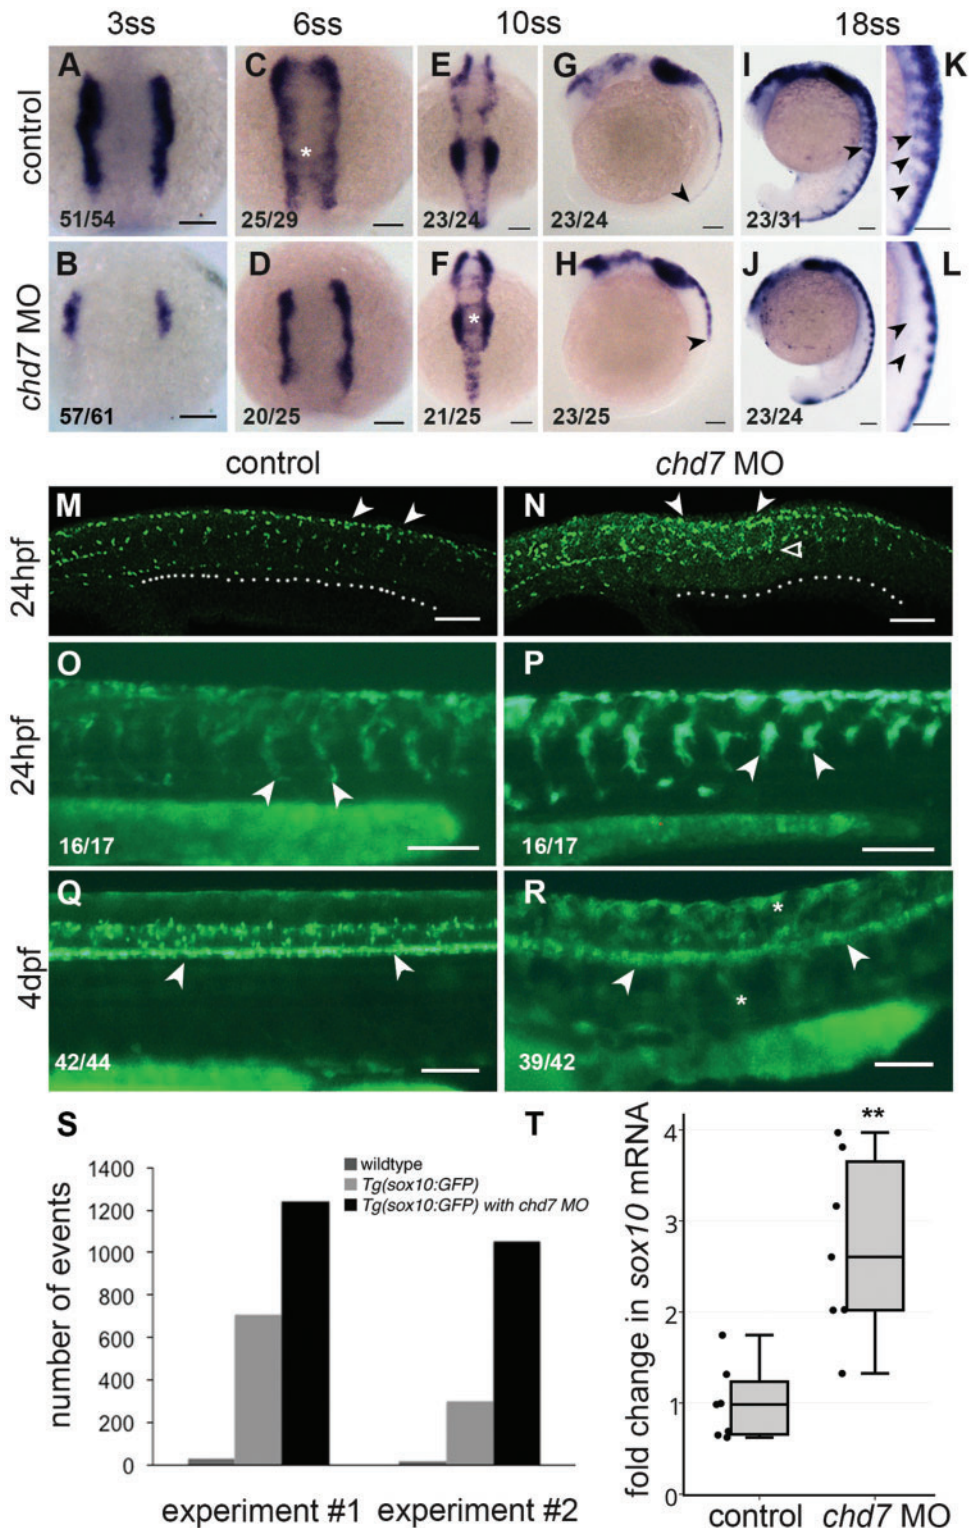 3ss 6ss 10ss 18ss
control
A C E G I K
51/54 25/29 23/24 23/24 23/31
chd7 MO
B D F H J L
57/61 20/25 21/25 23/25 23/24
control chd7 MO
24hpf
M N
24hpf
O P
16/17 16/17
4dpf
Q R
42/44 39/42
S T
number of events
1400
1200
1000
800
600
400
200
0
wildtype
Tg(sox10:GFP)
Tg(sox10:GFP) with chd7 MO
experiment #1 experiment #2
fold change in sox10 mRNA
**
4
3
2
1
0
control chd7 MO